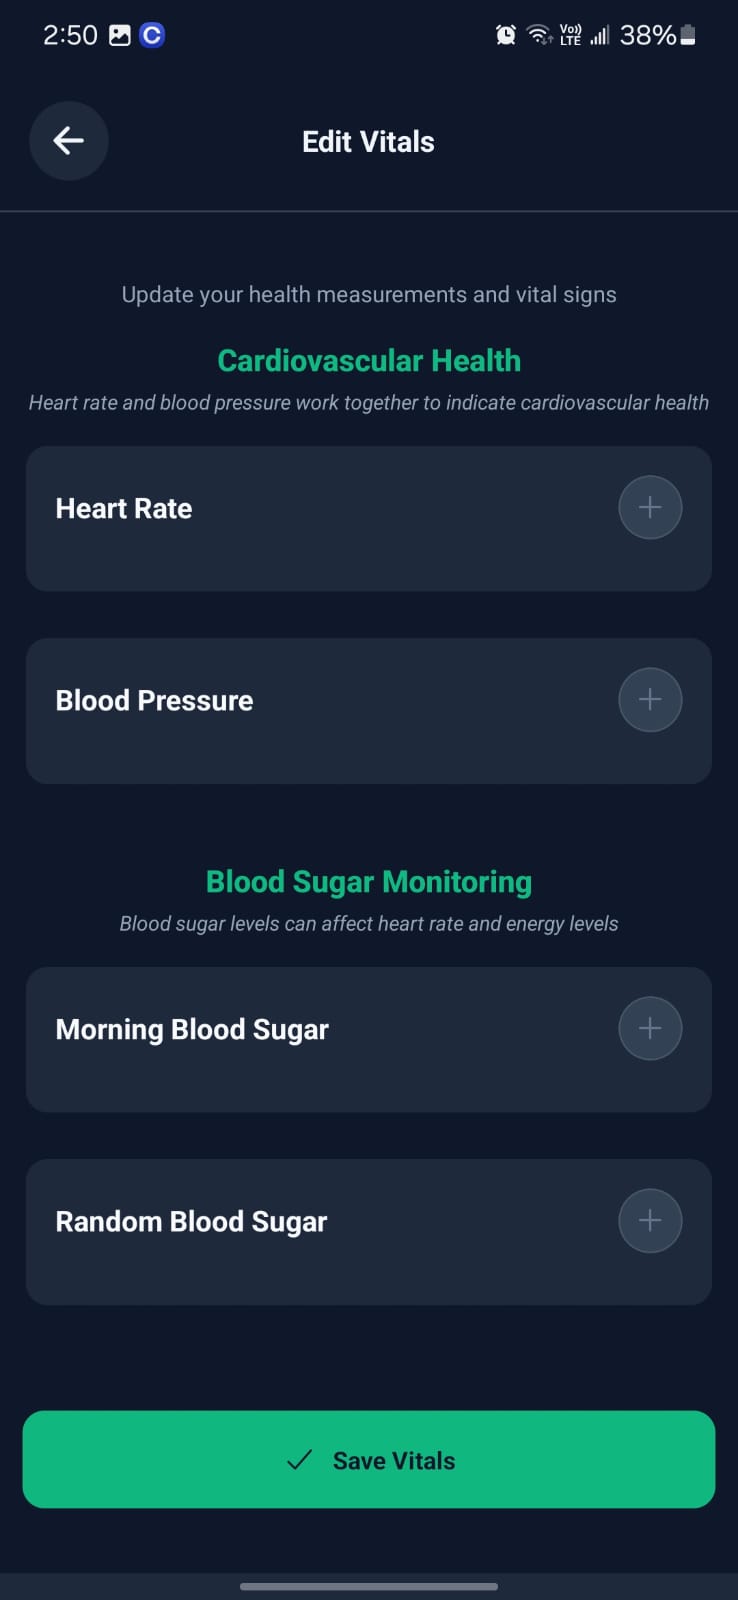 2:50 C Vo)) LTE 38%
Edit Vitals
Update your health measurements and vital signs
Cardiovascular Health
Heart rate and blood pressure work together to indicate cardiovascular health
Heart Rate
Blood Pressure
Blood Sugar Monitoring
Blood sugar levels can affect heart rate and energy levels
Morning Blood Sugar
Random Blood Sugar
Save Vitals